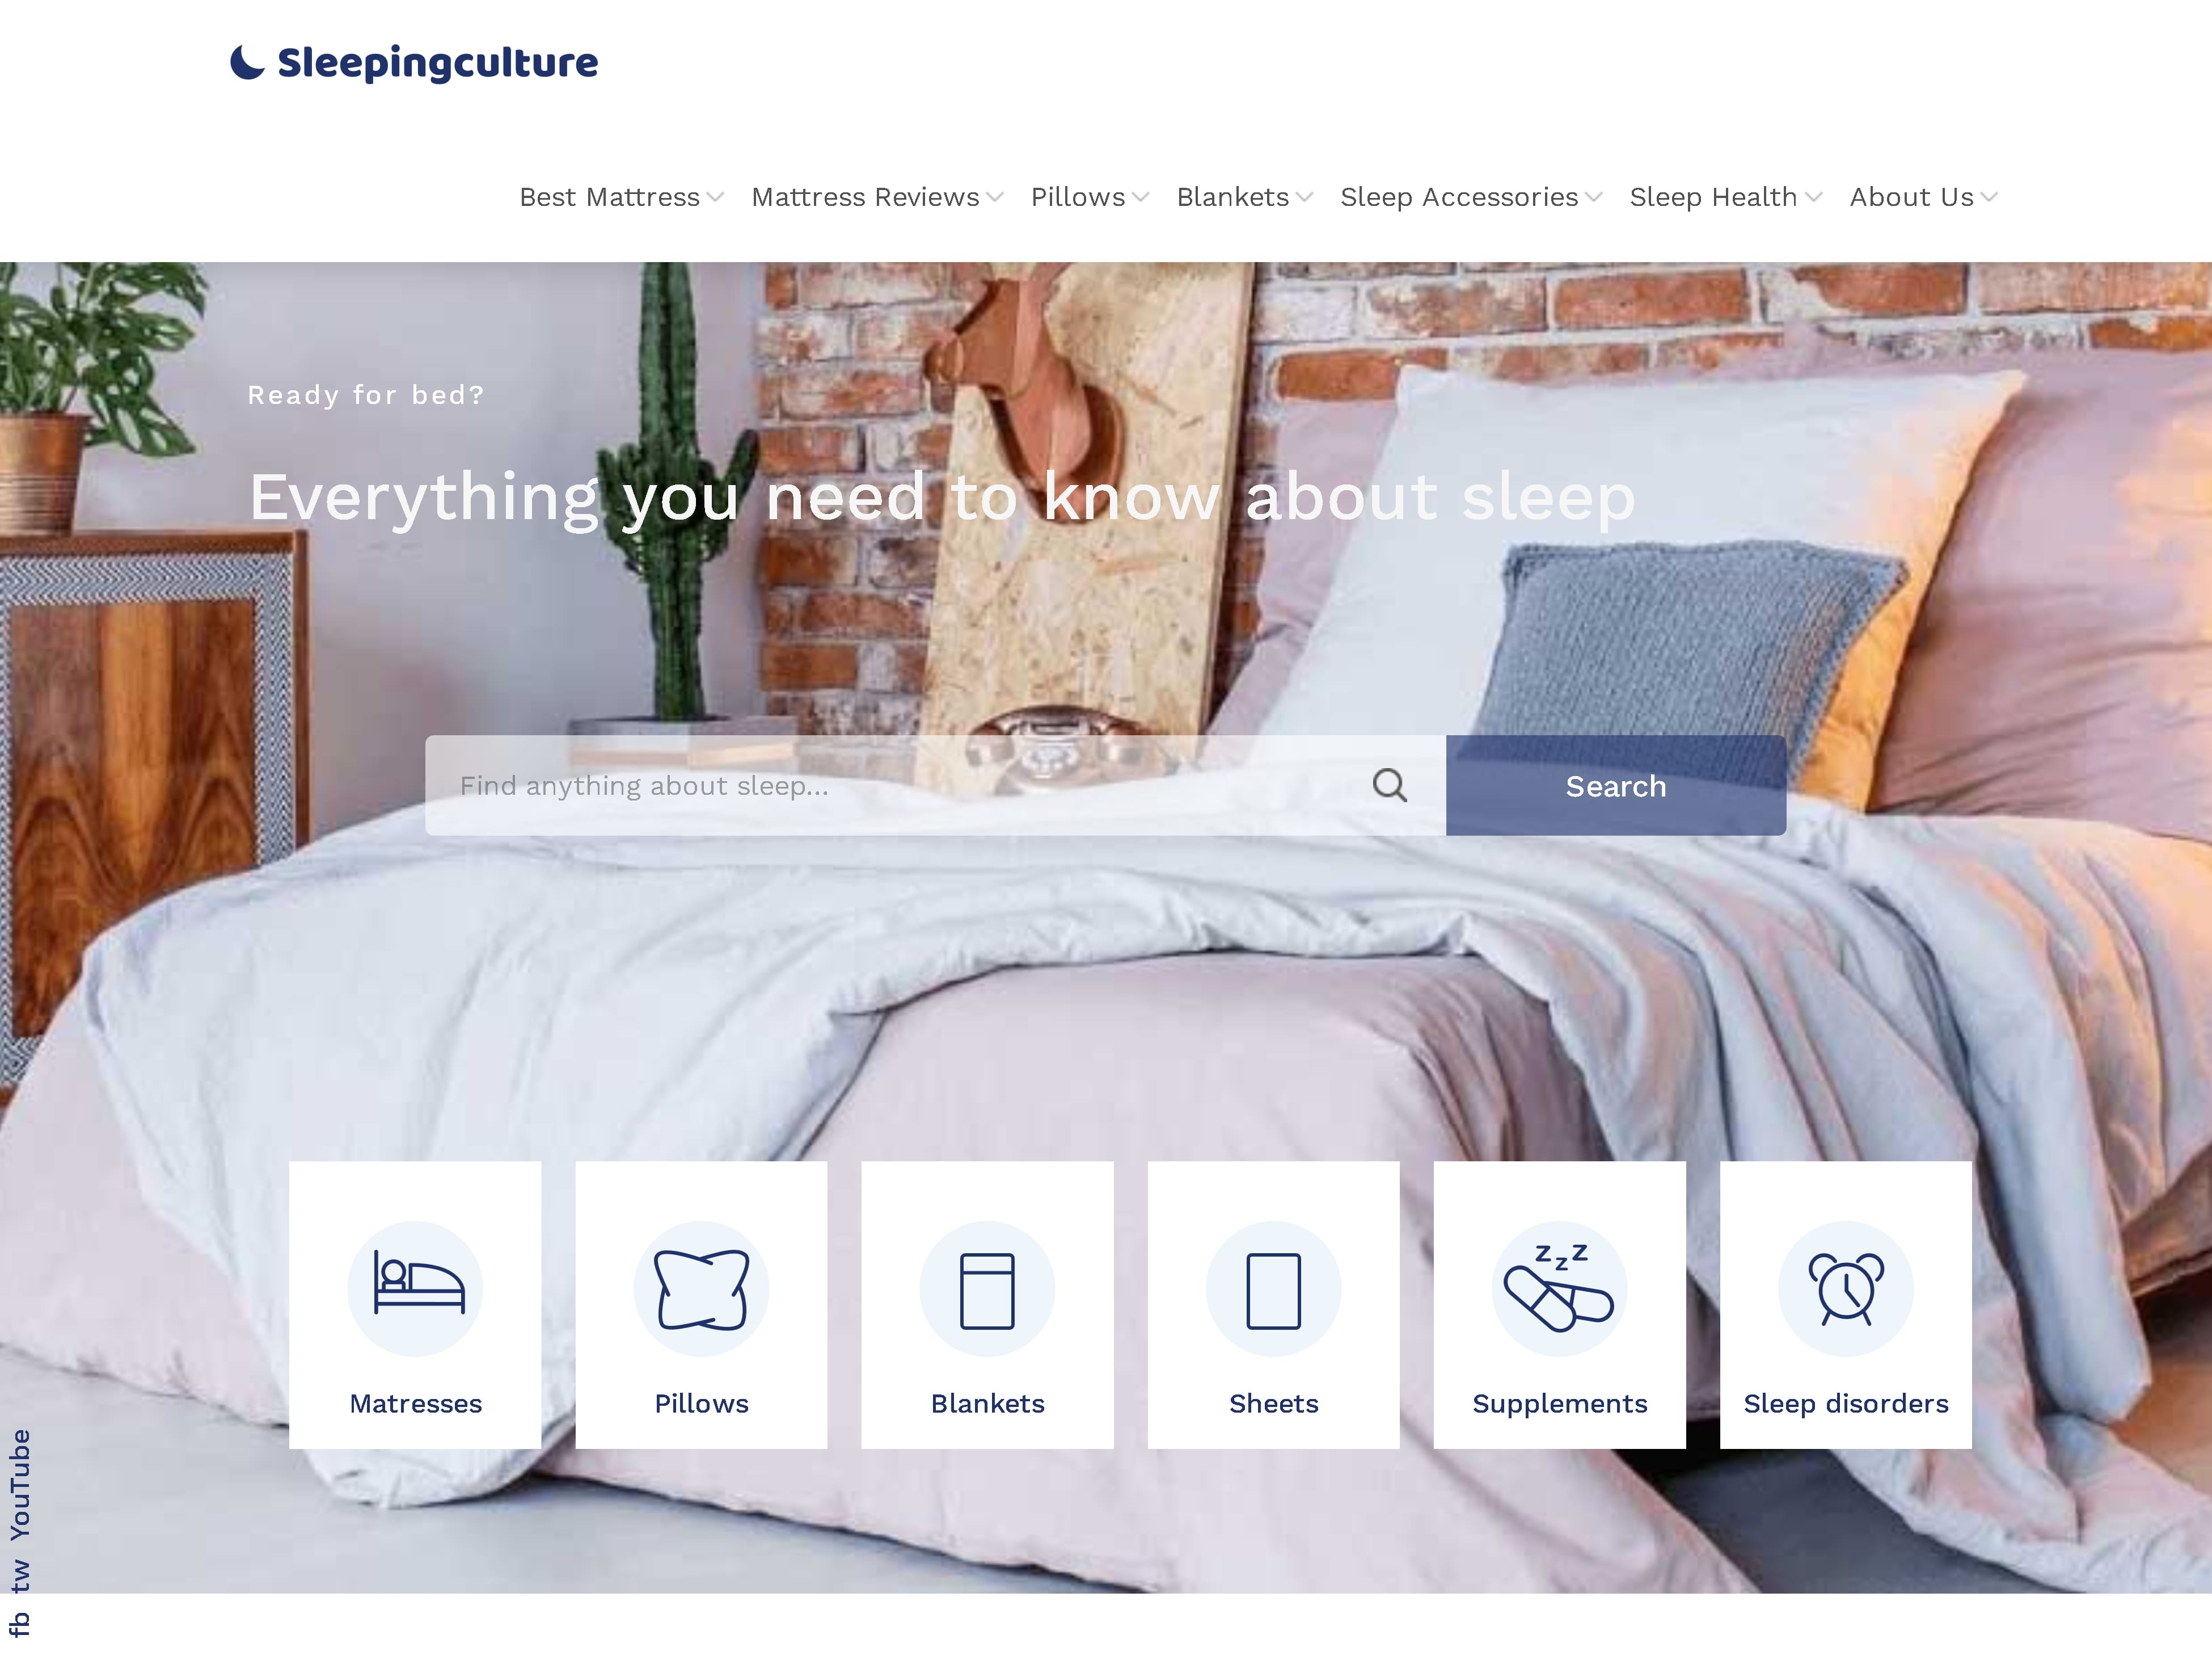 Sleepingculture
Best Mattress Mattress Reviews Pillows Blankets Sleep Accessories Sleep Health About Us
Ready for bed?
Everything you need to know about sleep
Find anything about sleep...
Search
z z z
Matresses Pillows Blankets Sheets Supplements Sleep disorders
fb tw YouTube